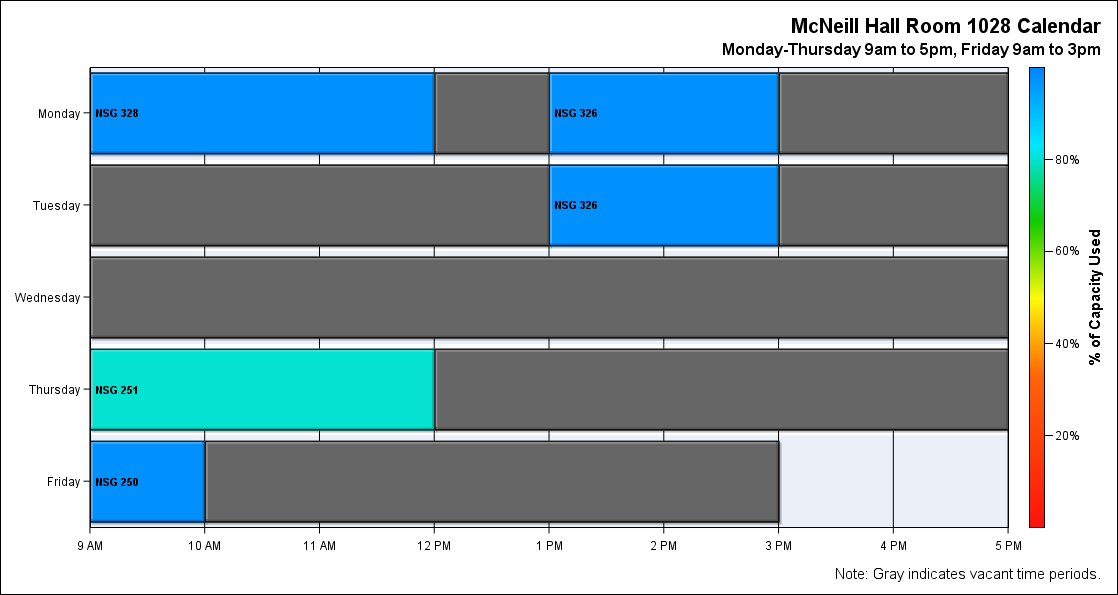 McNeill Hall Room 1028 Calendar
Monday-Thursday 9am to 5pm, Friday 9am to 3pm
Monday
NSG 328
NSG 326
Tuesday
NSG 326
Wednesday
Thursday
NSG 251
Friday
NSG 250
9 AM 10 AM 11 AM 12 PM 1 PM 2 PM 3 PM 4 PM 5 PM
80%
60%
40%
20%
% of Capacity Used
Note: Gray indicates vacant time periods.